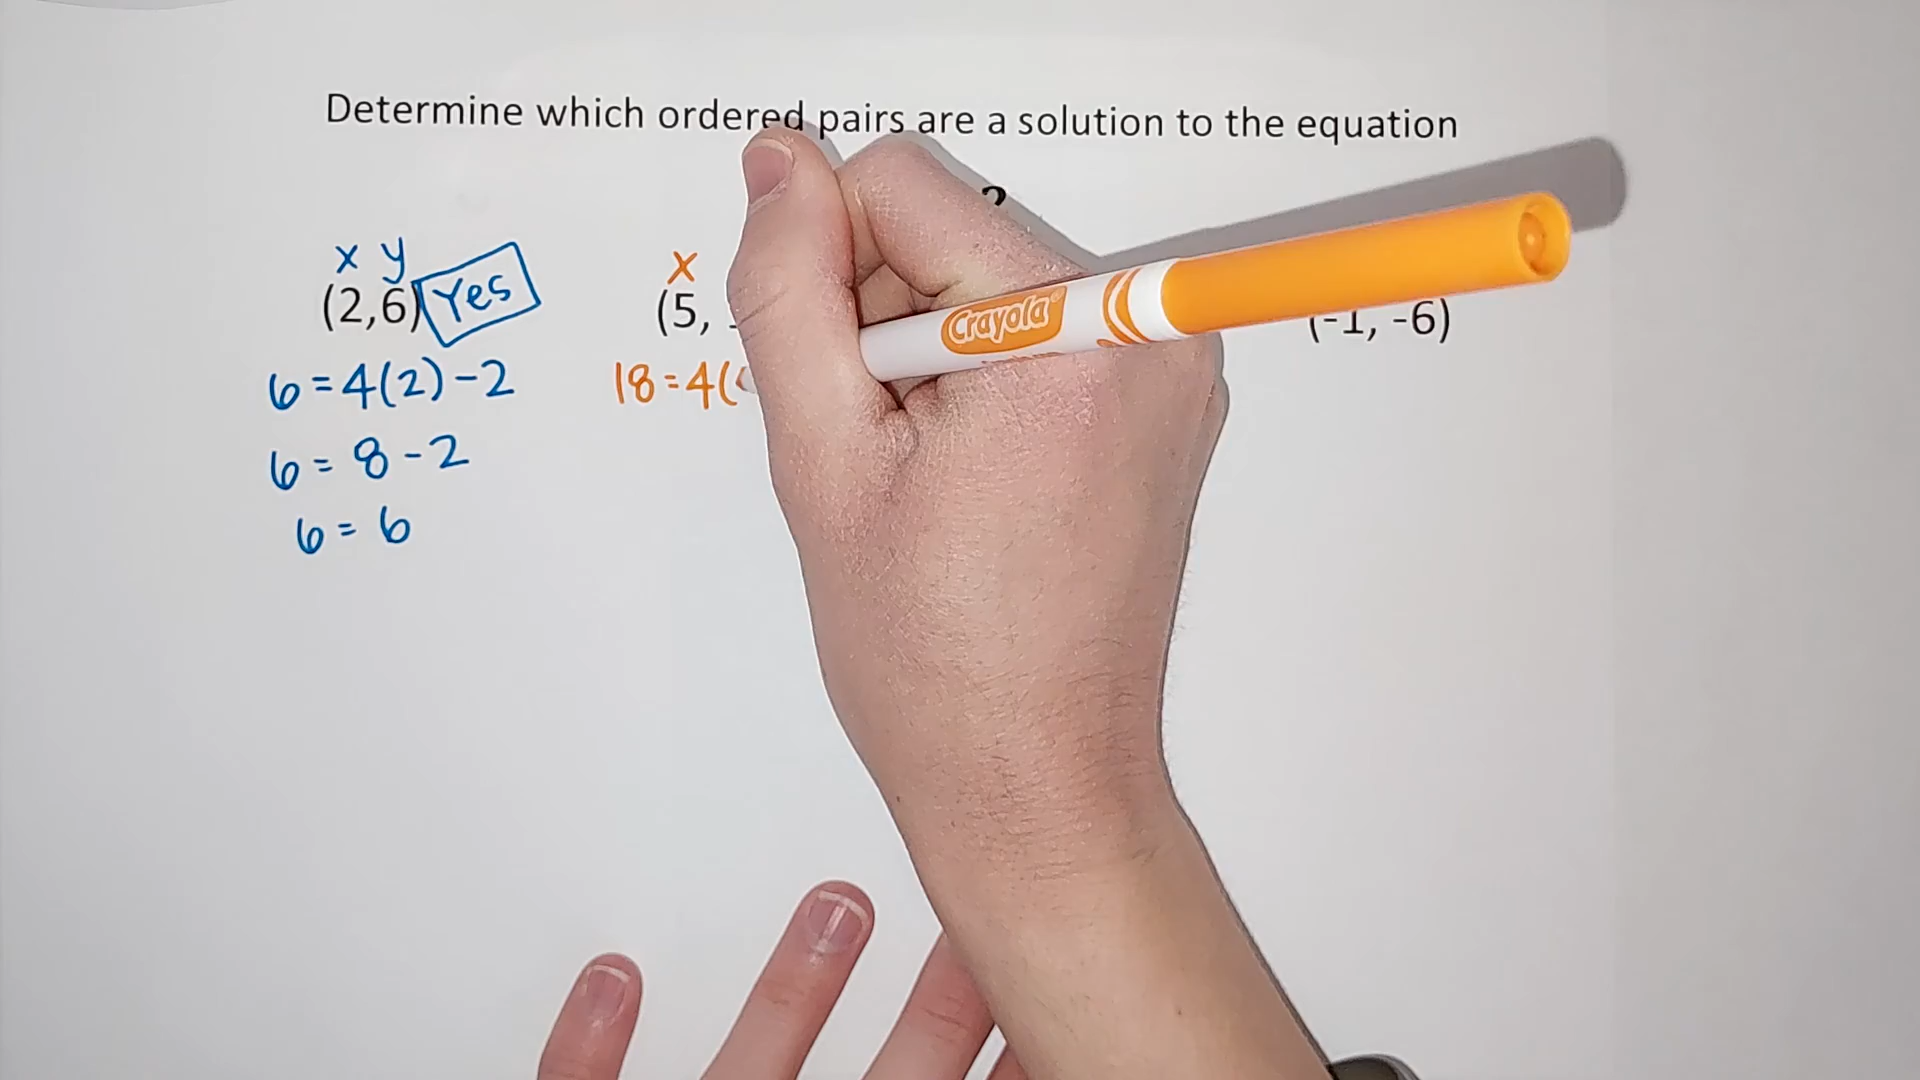 Determine which ordered pairs are a solution to the equation
2
x y
(2,6) Yes
6 = 4(2) - 2
6 = 8 - 2
6 = 6
x
(5,
18 = 4(
Crayola
(-1, -6)